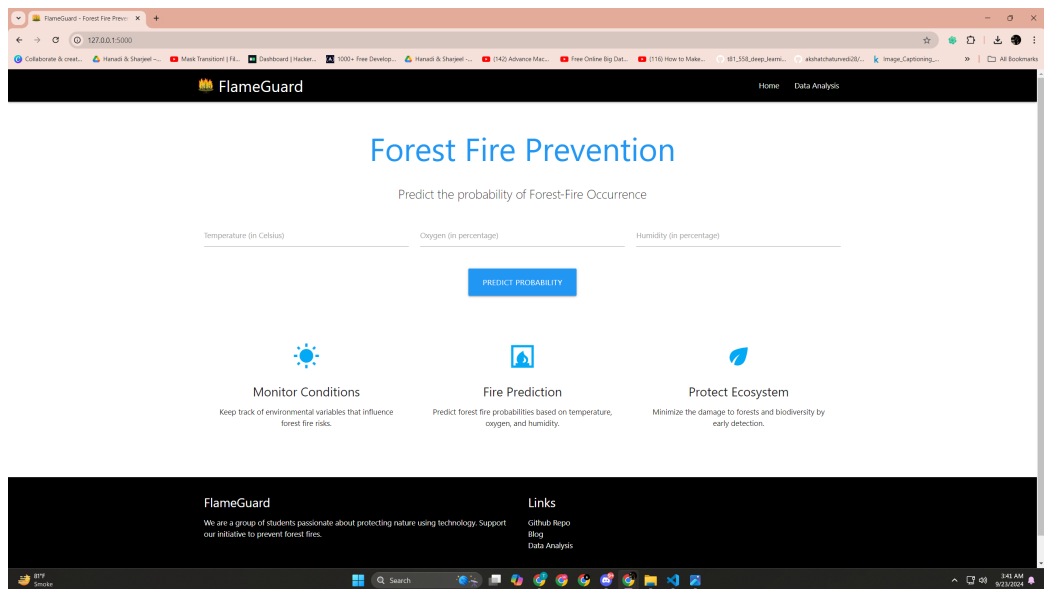 FlameGuard - Forest Fire Preve
127.0.0.1:5000
Collaborate & creat...
Hanadi & Sharjeel –...
Mask Transition! | Fil...
Dashboard | Hacker...
1000+ Free Develop...
Hanadi & Sharjeel -...
(142) Advance Mac...
Free Online Big Dat...
(116) How to Make...
t81_558_deep_learni...
akshatchaturvedi28/...
Image_Captioning_...
All Bookmarks
FlameGuard
Home
Data Analysis
Forest Fire Prevention
Predict the probability of Forest-Fire Occurrence
Temperature (in Celsius)
Oxygen (in percentage)
Humidity (in percentage)
PREDICT PROBABILITY
Monitor Conditions
Keep track of environmental variables that influence
forest fire risks.
Fire Prediction
Predict forest fire probabilities based on temperature,
oxygen, and humidity.
Protect Ecosystem
Minimize the damage to forests and biodiversity by
early detection.
FlameGuard
We are a group of students passionate about protecting nature using technology. Support
our initiative to prevent forest fires.
Links
Github Repo
Blog
Data Analysis
81°F
Smoke
Search
3:41 AM
9/23/2024